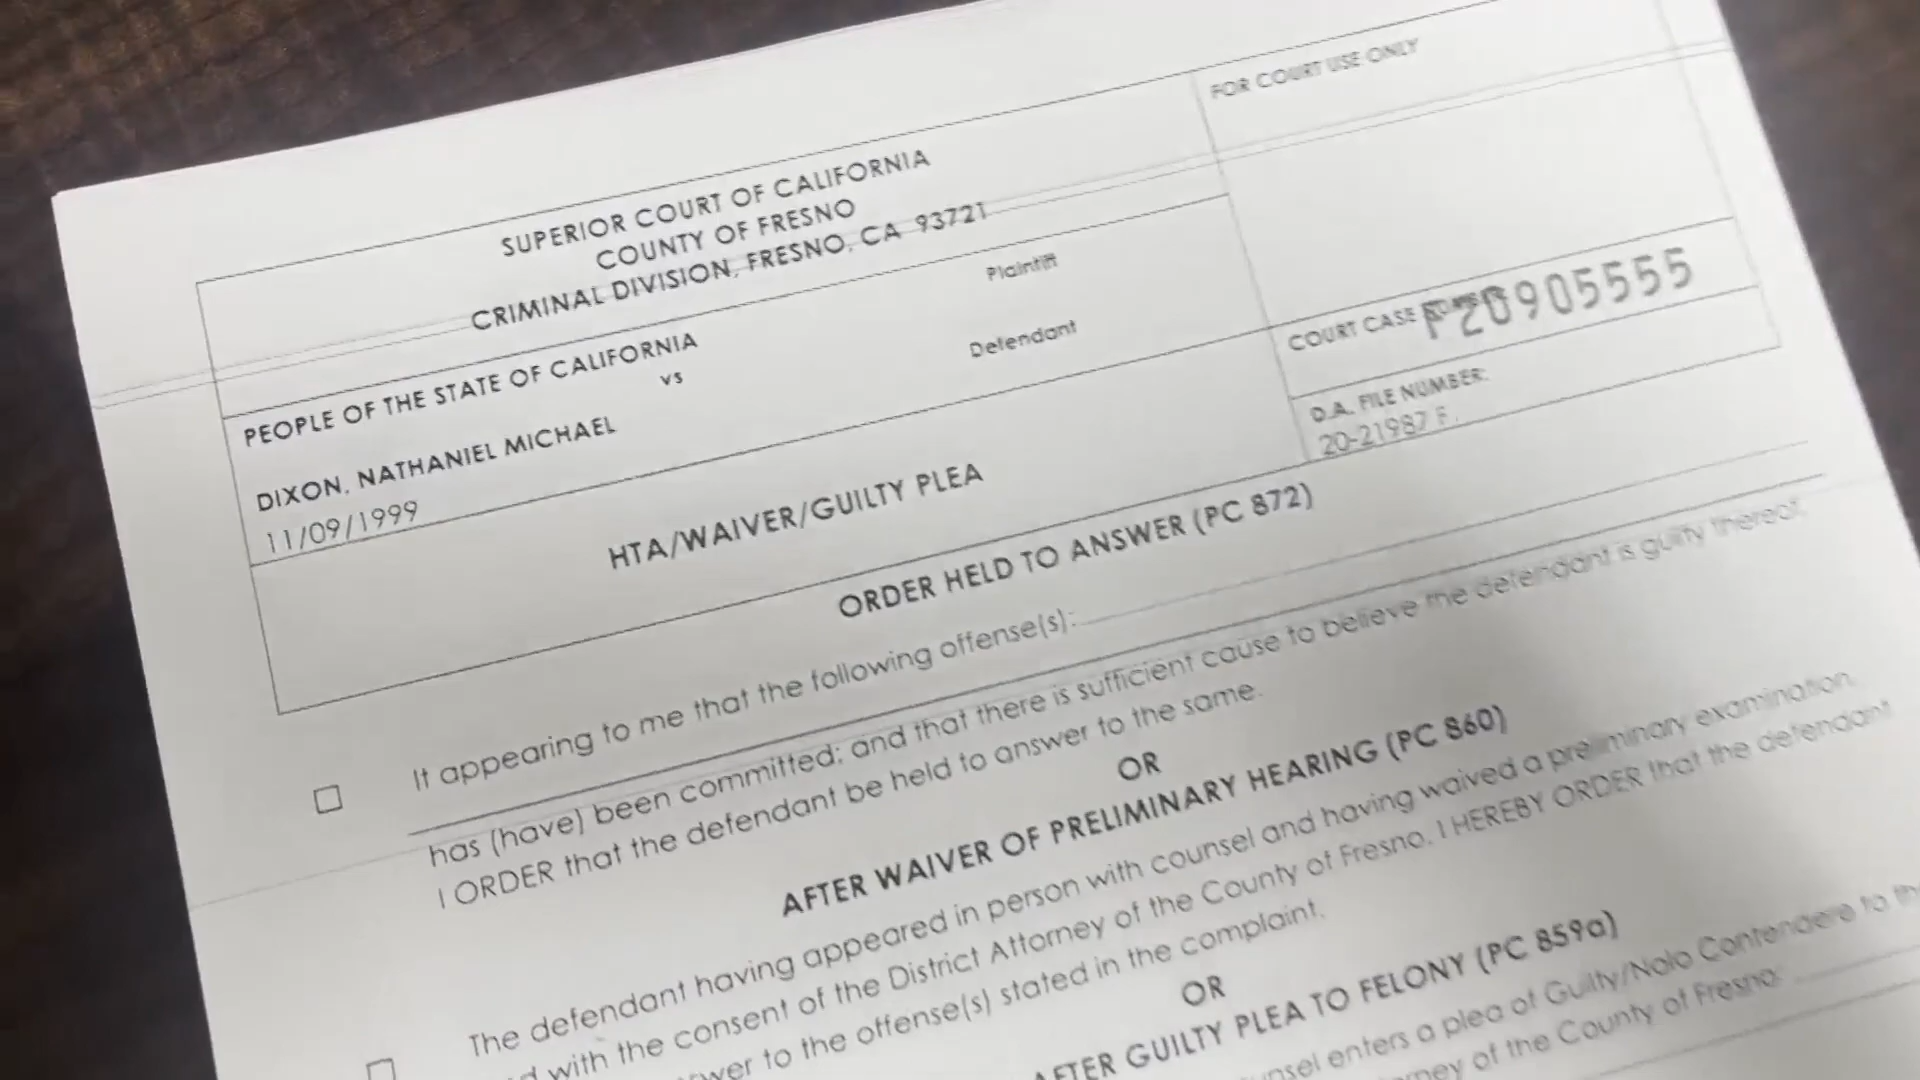 FOR COURT USE ONLY
SUPERIOR COURT OF CALIFORNIA
COUNTY OF FRESNO
CRIMINAL DIVISION, FRESNO, CA 93721
Plaintiff
PEOPLE OF THE STATE OF CALIFORNIA
vs
Defendant
DIXON, NATHANIEL MICHAEL
11/09/1999
COURT CASE F20905555
D.A. FILE NUMBER:
20-21987 F.
HTA/WAIVER/GUILTY PLEA
ORDER HELD TO ANSWER (PC 872)
It appearing to me that the following offense(s):
has (have) been committed; and that there is sufficient cause to believe the defendant is guilty thereof,
I ORDER that the defendant be held to answer to the same.
OR
AFTER WAIVER OF PRELIMINARY HEARING (PC 860)
The defendant having appeared in person with counsel and having waived a preliminary examination,
with the consent of the District Attorney of the County of Fresno, I HEREBY ORDER that the defendant
to the offense(s) stated in the complaint.
OR
AFTER GUILTY PLEA TO FELONY (PC 859a)
enters a plea of Guilty/Nolo Contendere to
of the County of Fresno: